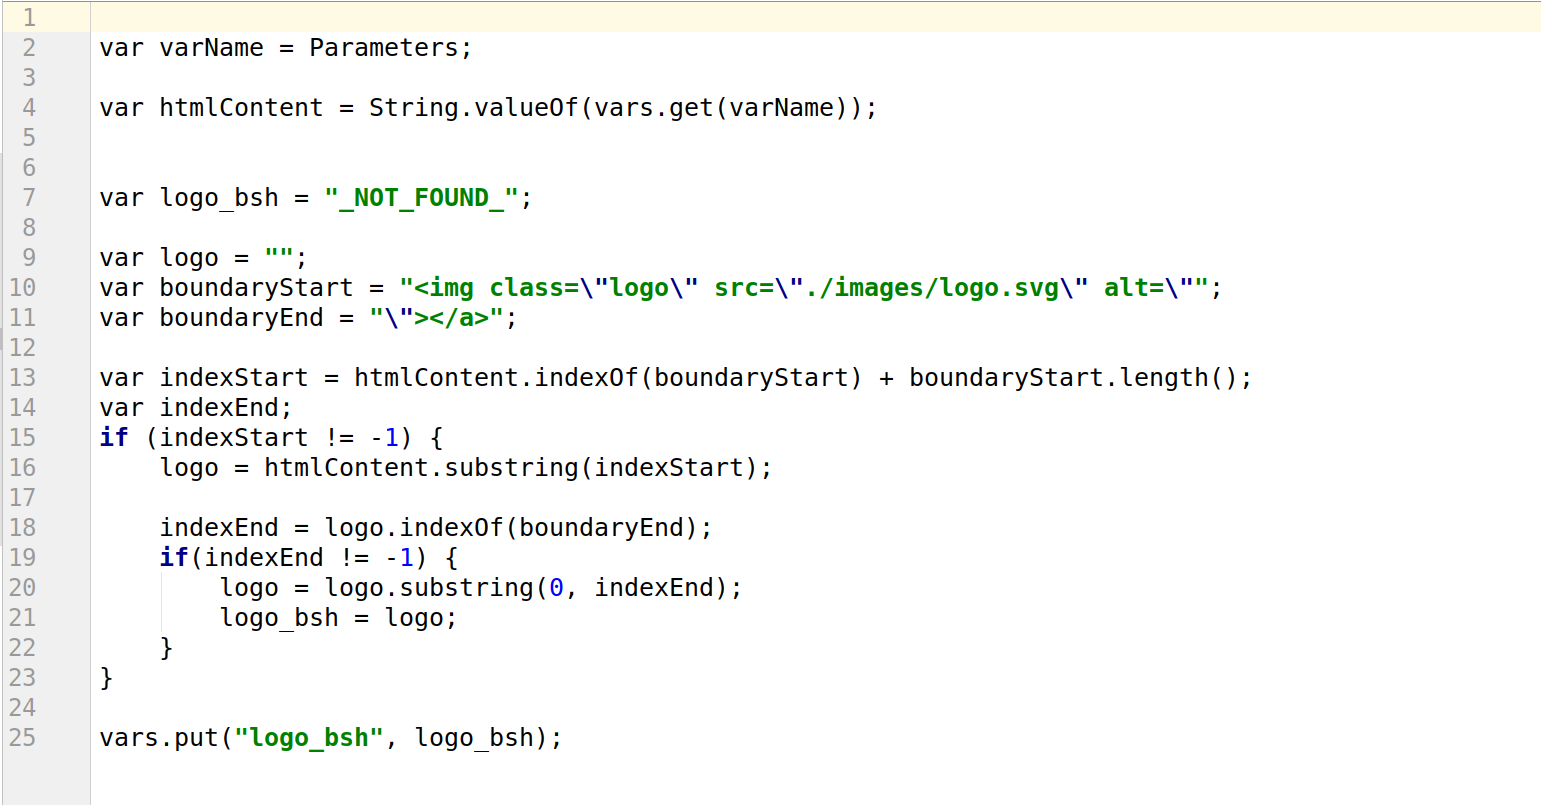 1
2 var varName = Parameters;
3
4 var htmlContent = String.valueOf(vars.get(varName));
5
6
7 var logo_bsh = "_NOT_FOUND_";
8
9 var logo = "";
10 var boundaryStart = "<img class=\"logo\" src=\"./images/logo.svg\" alt=\"";
11 var boundaryEnd = "\"></a>";
12
13 var indexStart = htmlContent.indexOf(boundaryStart) + boundaryStart.length();
14 var indexEnd;
15 if (indexStart != -1) {
16     logo = htmlContent.substring(indexStart);
17
18     indexEnd = logo.indexOf(boundaryEnd);
19     if(indexEnd != -1) {
20         logo = logo.substring(0, indexEnd);
21         logo_bsh = logo;
22     }
23 }
24
25 vars.put("logo_bsh", logo_bsh);